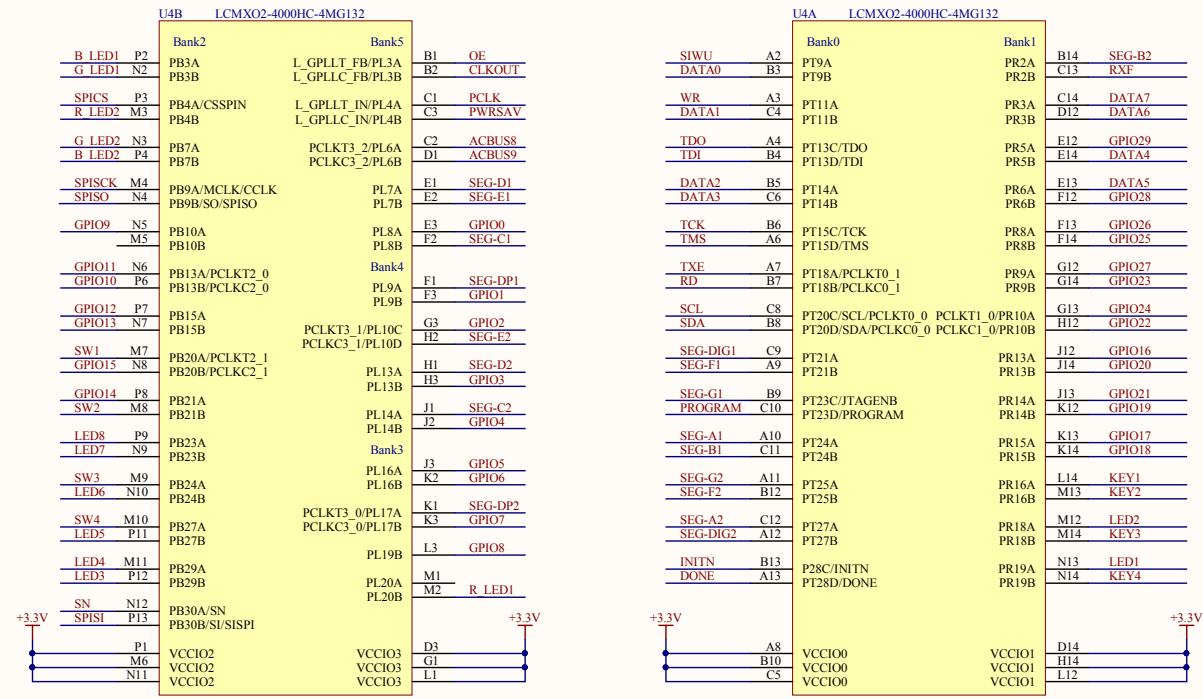 U4B LCMXO2-4000HC-4MG132
Bank2 Bank5
B_LED1 P2 PB3A L_GPLLT_FB/PL3A B1 OE
G_LED1 N2 PB3B L_GPLLC_FB/PL3B B2 CLKOUT
SPICS P3 PB4A/CSSPIN L_GPLLT_IN/PL4A C1 PCLK
R_LED2 M3 PB4B L_GPLLC_IN/PL4B C3 PWRSAV
G_LED2 N3 PB7A PCLKT3_2/PL6A C2 ACBUS8
B_LED2 P4 PB7B PCLKC3_2/PL6B D1 ACBUS9
SPISCK M4 PB9A/MCLK/CCLK PL7A E1 SEG-D1
SPISO N4 PB9B/SO/SPISO PL7B E2 SEG-E1
GPIO9 N5 PB10A PL8A E3 GPIO0
M5 PB10B PL8B F2 SEG-C1
Bank4
GPIO11 N6 PB13A/PCLKT2_0 PL9A F1 SEG-DP1
GPIO10 P6 PB13B/PCLKC2_0 PL9B F3 GPIO1
GPIO12 P7 PB15A PCLKT3_1/PL10C G3 GPIO2
GPIO13 N7 PB15B PCLKC3_1/PL10D H2 SEG-E2
SW1 M7 PB20A/PCLKT2_1 PL13A H1 SEG-D2
GPIO15 N8 PB20B/PCLKC2_1 PL13B H3 GPIO3
GPIO14 P8 PB21A PL14A J1 SEG-C2
SW2 M8 PB21B PL14B J2 GPIO4
LED8 P9 PB23A Bank3
LED7 N9 PB23B PL16A J3 GPIO5
SW3 M9 PB24A PL16B K2 GPIO6
LED6 N10 PB24B PL17A PCLKT3_0/PL17A K1 SEG-DP2
SW4 M10 PB27A PCLKC3_0/PL17B K3 GPIO7
LED5 P11 PB27B PL19B L3 GPIO8
LED4 M11 PB29A PL20A M1
LED3 P12 PB29B PL20B M2 R_LED1
SN N12 PB30A/SN
SPISI P13 PB30B/SI/SISPI
+3.3V +3.3V
P1 VCCIO2 VCCIO3 D3
M6 VCCIO2 VCCIO3 G1
N11 VCCIO2 VCCIO3 L1
U4A LCMXO2-4000HC-4MG132
Bank0 Bank1
SIWU A2 PT9A PR2A B14 SEG-B2
DATA0 B3 PT9B PR2B C13 RXF
WR A3 PT11A PR3A C14 DATA7
DATA1 C4 PT11B PR3B D12 DATA6
TDO A4 PT13C/TDO PR5A E12 GPIO29
TDI B4 PT13D/TDI PR5B E14 DATA4
DATA2 B5 PT14A PR6A E13 DATA5
DATA3 C6 PT14B PR6B F12 GPIO28
TCK B6 PT15C/TCK PR8A F13 GPIO26
TMS A6 PT15D/TMS PR8B F14 GPIO25
TXE A7 PT18A/PCLKT0_1 PR9A G12 GPIO27
RD B7 PT18B/PCLKC0_1 PR9B G14 GPIO23
SCL C8 PT20C/SCL/PCLKT0_0 PCLKT1_0/PR10A G13 GPIO24
SDA B8 PT20D/SDA/PCLKC0_0 PCLKC1_0/PR10B H12 GPIO22
SEG-DIG1 C9 PT21A PR13A J12 GPIO16
SEG-F1 A9 PT21B PR13B J14 GPIO20
SEG-G1 B9 PT23C/JTAGENB PR14A J13 GPIO21
PROGRAM C10 PT23D/PROGRAM PR14B K12 GPIO19
SEG-A1 A10 PT24A PR15A K13 GPIO17
SEG-B1 C11 PT24B PR15B K14 GPIO18
SEG-G2 A11 PT25A PR16A L14 KEY1
SEG-F2 B12 PT25B PR16B M13 KEY2
SEG-A2 C12 PT27A PR18A M12 LED2
SEG-DIG2 A12 PT27B PR18B M14 KEY3
INITN B13 P28C/INITN PR19A N13 LED1
DONE A13 PT28D/DONE PR19B N14 KEY4
+3.3V +3.3V
A8 VCCIO0 VCCIO1 D14
B10 VCCIO0 VCCIO1 H14
C5 VCCIO0 VCCIO1 L12